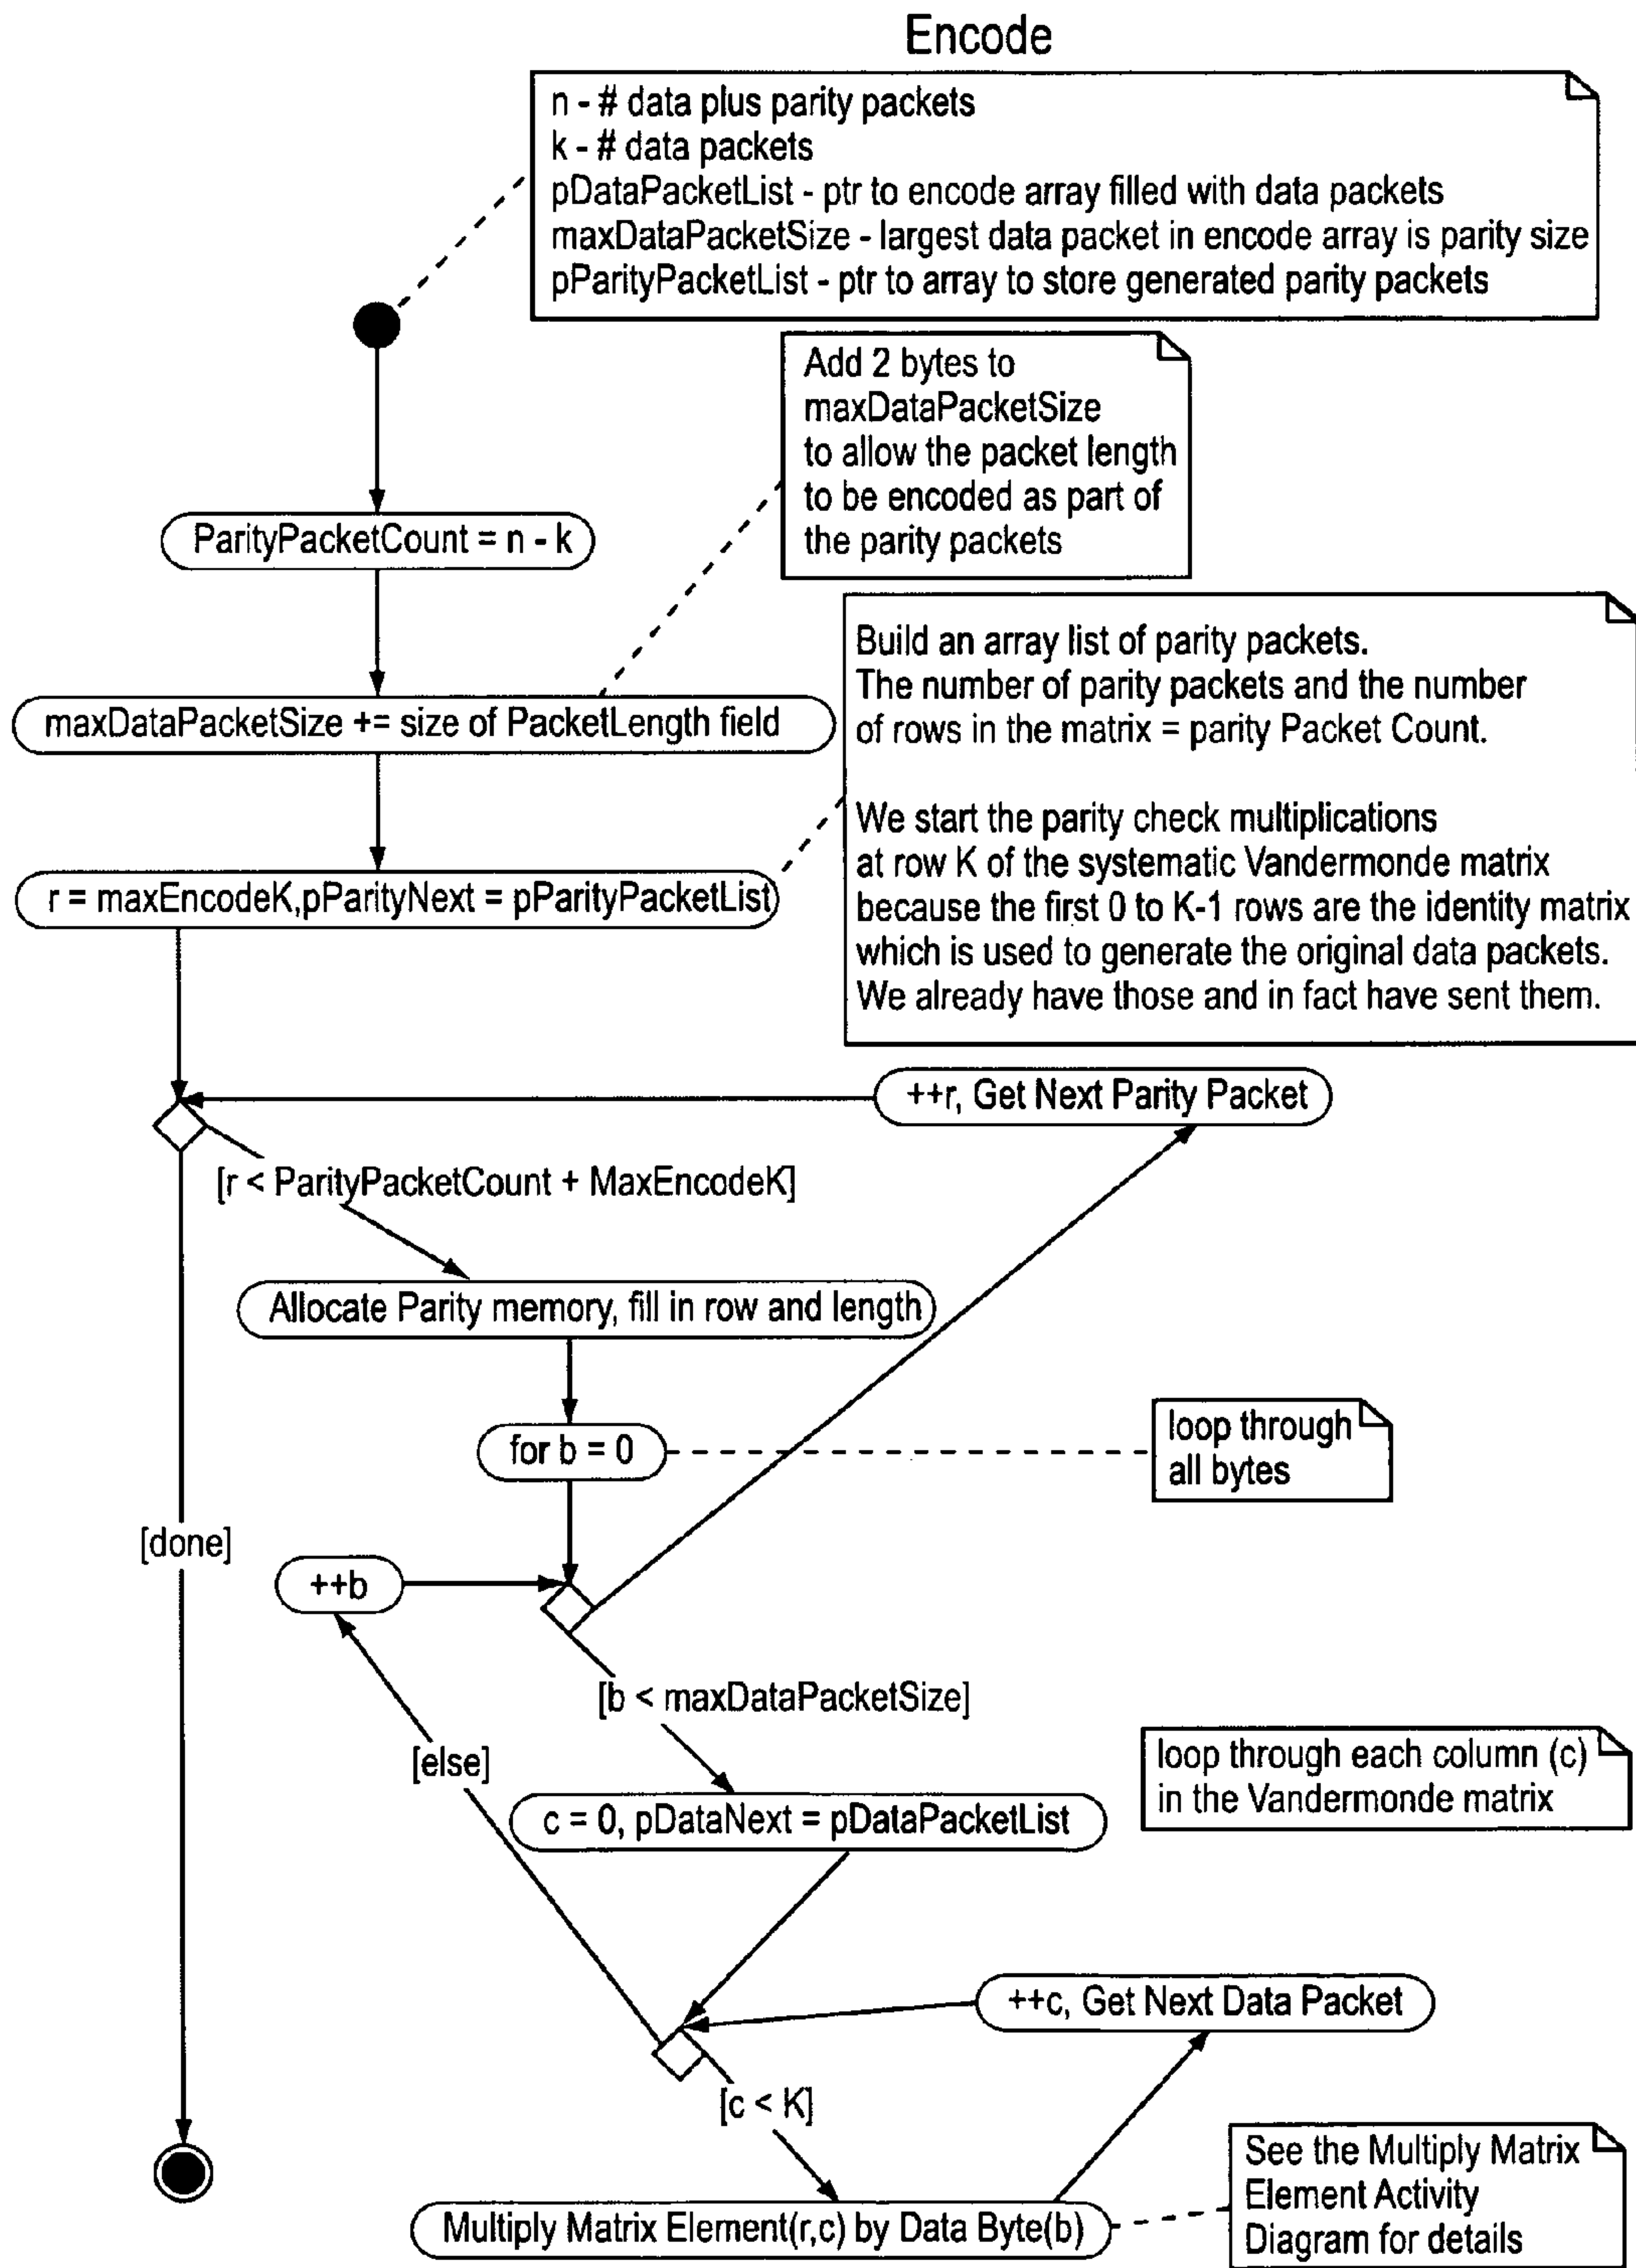 Encode
n - # data plus parity packets
k - # data packets
pDataPacketList - ptr to encode array filled with data packets
maxDataPacketSize - largest data packet in encode array is parity size
pParityPacketList - ptr to array to store generated parity packets
Add 2 bytes to
maxDataPacketSize
to allow the packet length
to be encoded as part of
the parity packets
ParityPacketCount = n - k
Build an array list of parity packets.
The number of parity packets and the number
of rows in the matrix = parity Packet Count.
We start the parity check multiplications
at row K of the systematic Vandermonde matrix
because the first 0 to K-1 rows are the identity matrix
which is used to generate the original data packets.
We already have those and in fact have sent them.
maxDataPacketSize += size of PacketLength field
r = maxEncodeK,pParityNext = pParityPacketList
++r, Get Next Parity Packet
[r < ParityPacketCount + MaxEncodeK]
Allocate Parity memory, fill in row and length
for b = 0
loop through
all bytes
[done]
++b
[b < maxDataPacketSize]
[else]
loop through each column (c)
in the Vandermonde matrix
c = 0, pDataNext = pDataPacketList
++c, Get Next Data Packet
[c < K]
Multiply Matrix Element(r,c) by Data Byte(b)
See the Multiply Matrix
Element Activity
Diagram for details